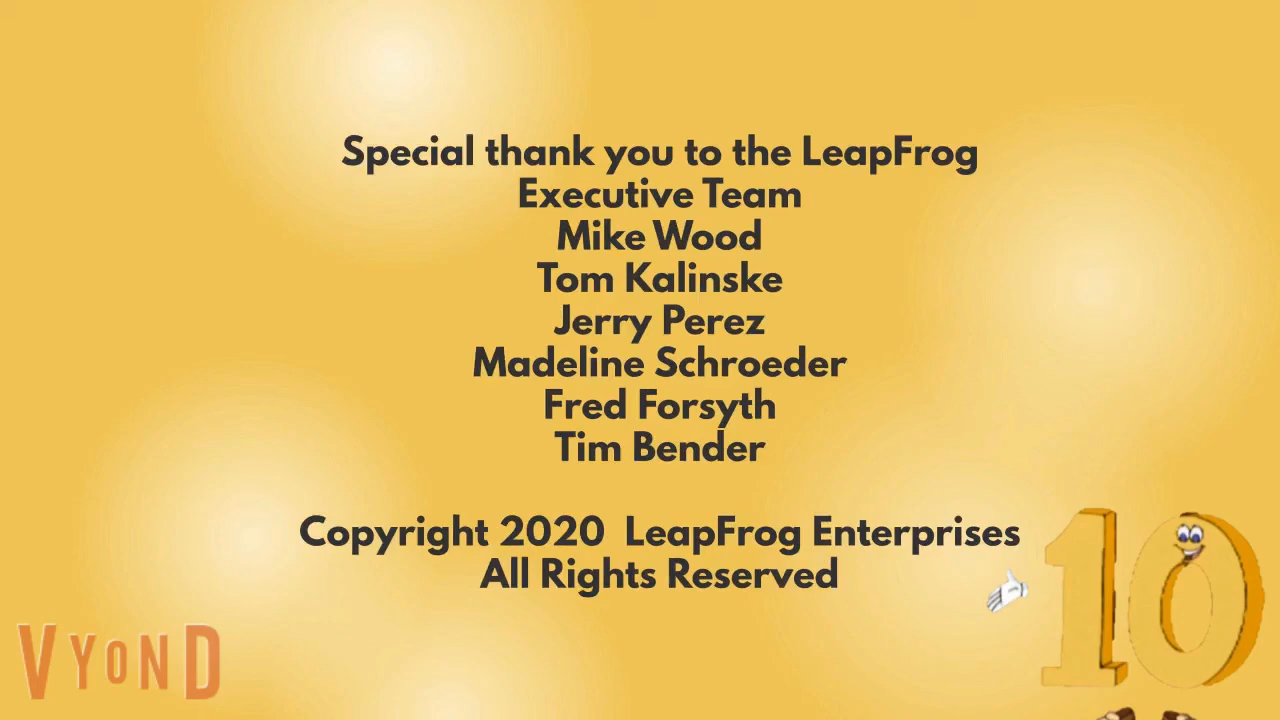 Special thank you to the LeapFrog
Executive Team
Mike Wood
Tom Kalinske
Jerry Perez
Madeline Schroeder
Fred Forsyth
Tim Bender
Copyright 2020 LeapFrog Enterprises
All Rights Reserved
VYOND
10